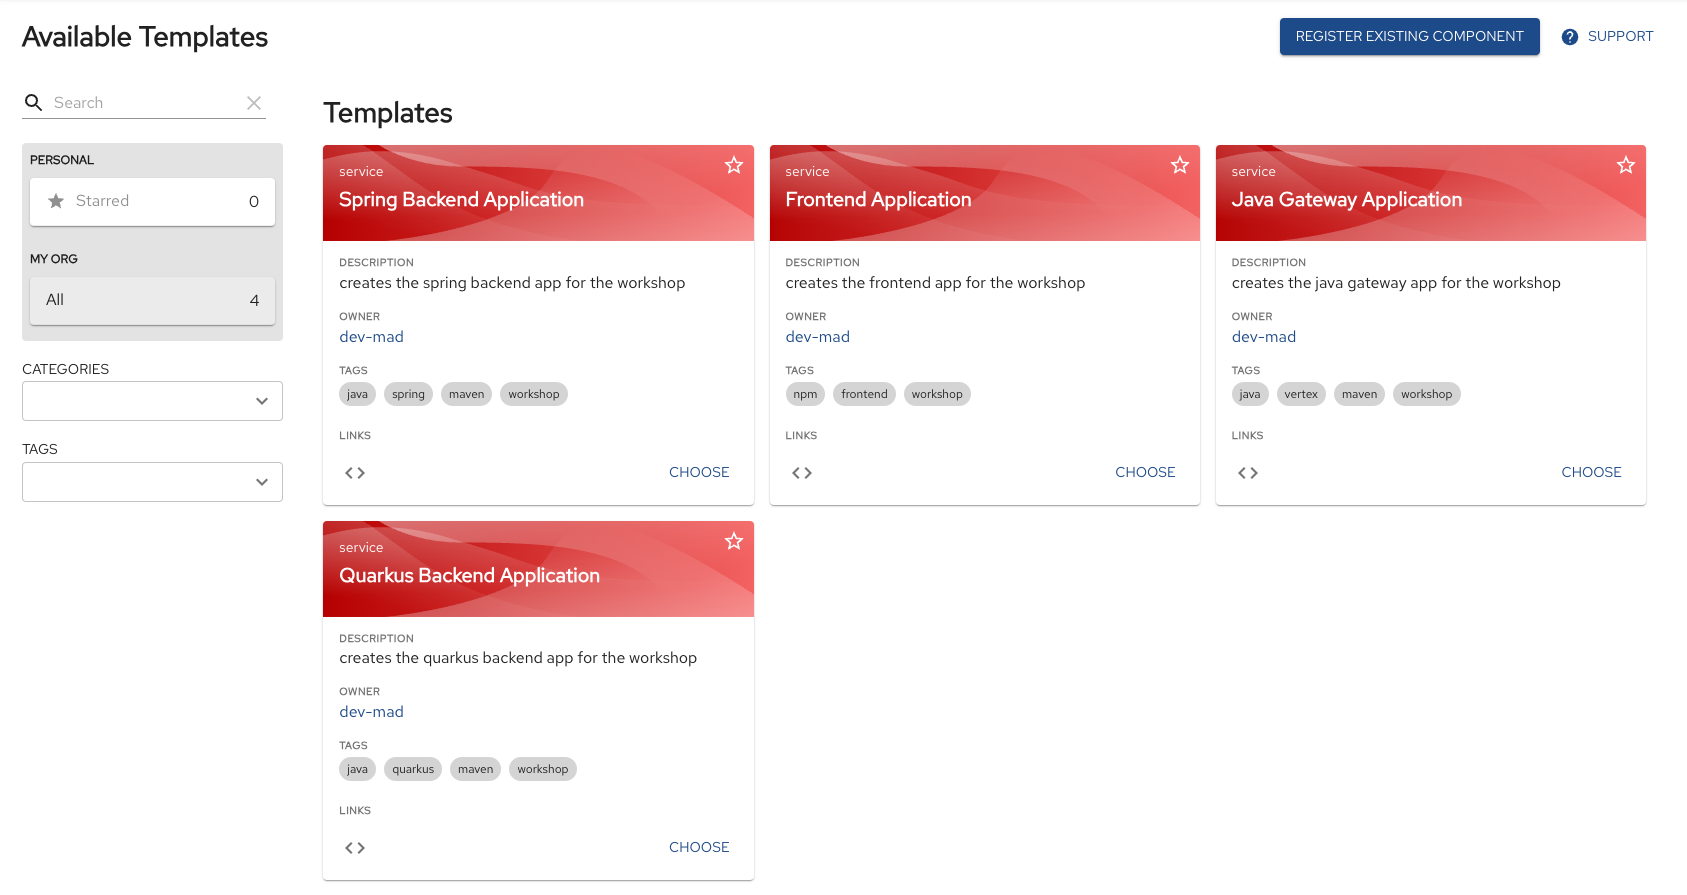 Available Templates
REGISTER EXISTING COMPONENT
SUPPORT
Search
PERSONAL
Starred 0
MY ORG
All 4
CATEGORIES
TAGS
Templates
service
Spring Backend Application
DESCRIPTION
creates the spring backend app for the workshop
OWNER
dev-mad
TAGS
java spring maven workshop
LINKS
CHOOSE
service
Frontend Application
DESCRIPTION
creates the frontend app for the workshop
OWNER
dev-mad
TAGS
npm frontend workshop
LINKS
CHOOSE
service
Java Gateway Application
DESCRIPTION
creates the java gateway app for the workshop
OWNER
dev-mad
TAGS
java vertex maven workshop
LINKS
CHOOSE
service
Quarkus Backend Application
DESCRIPTION
creates the quarkus backend app for the workshop
OWNER
dev-mad
TAGS
java quarkus maven workshop
LINKS
CHOOSE